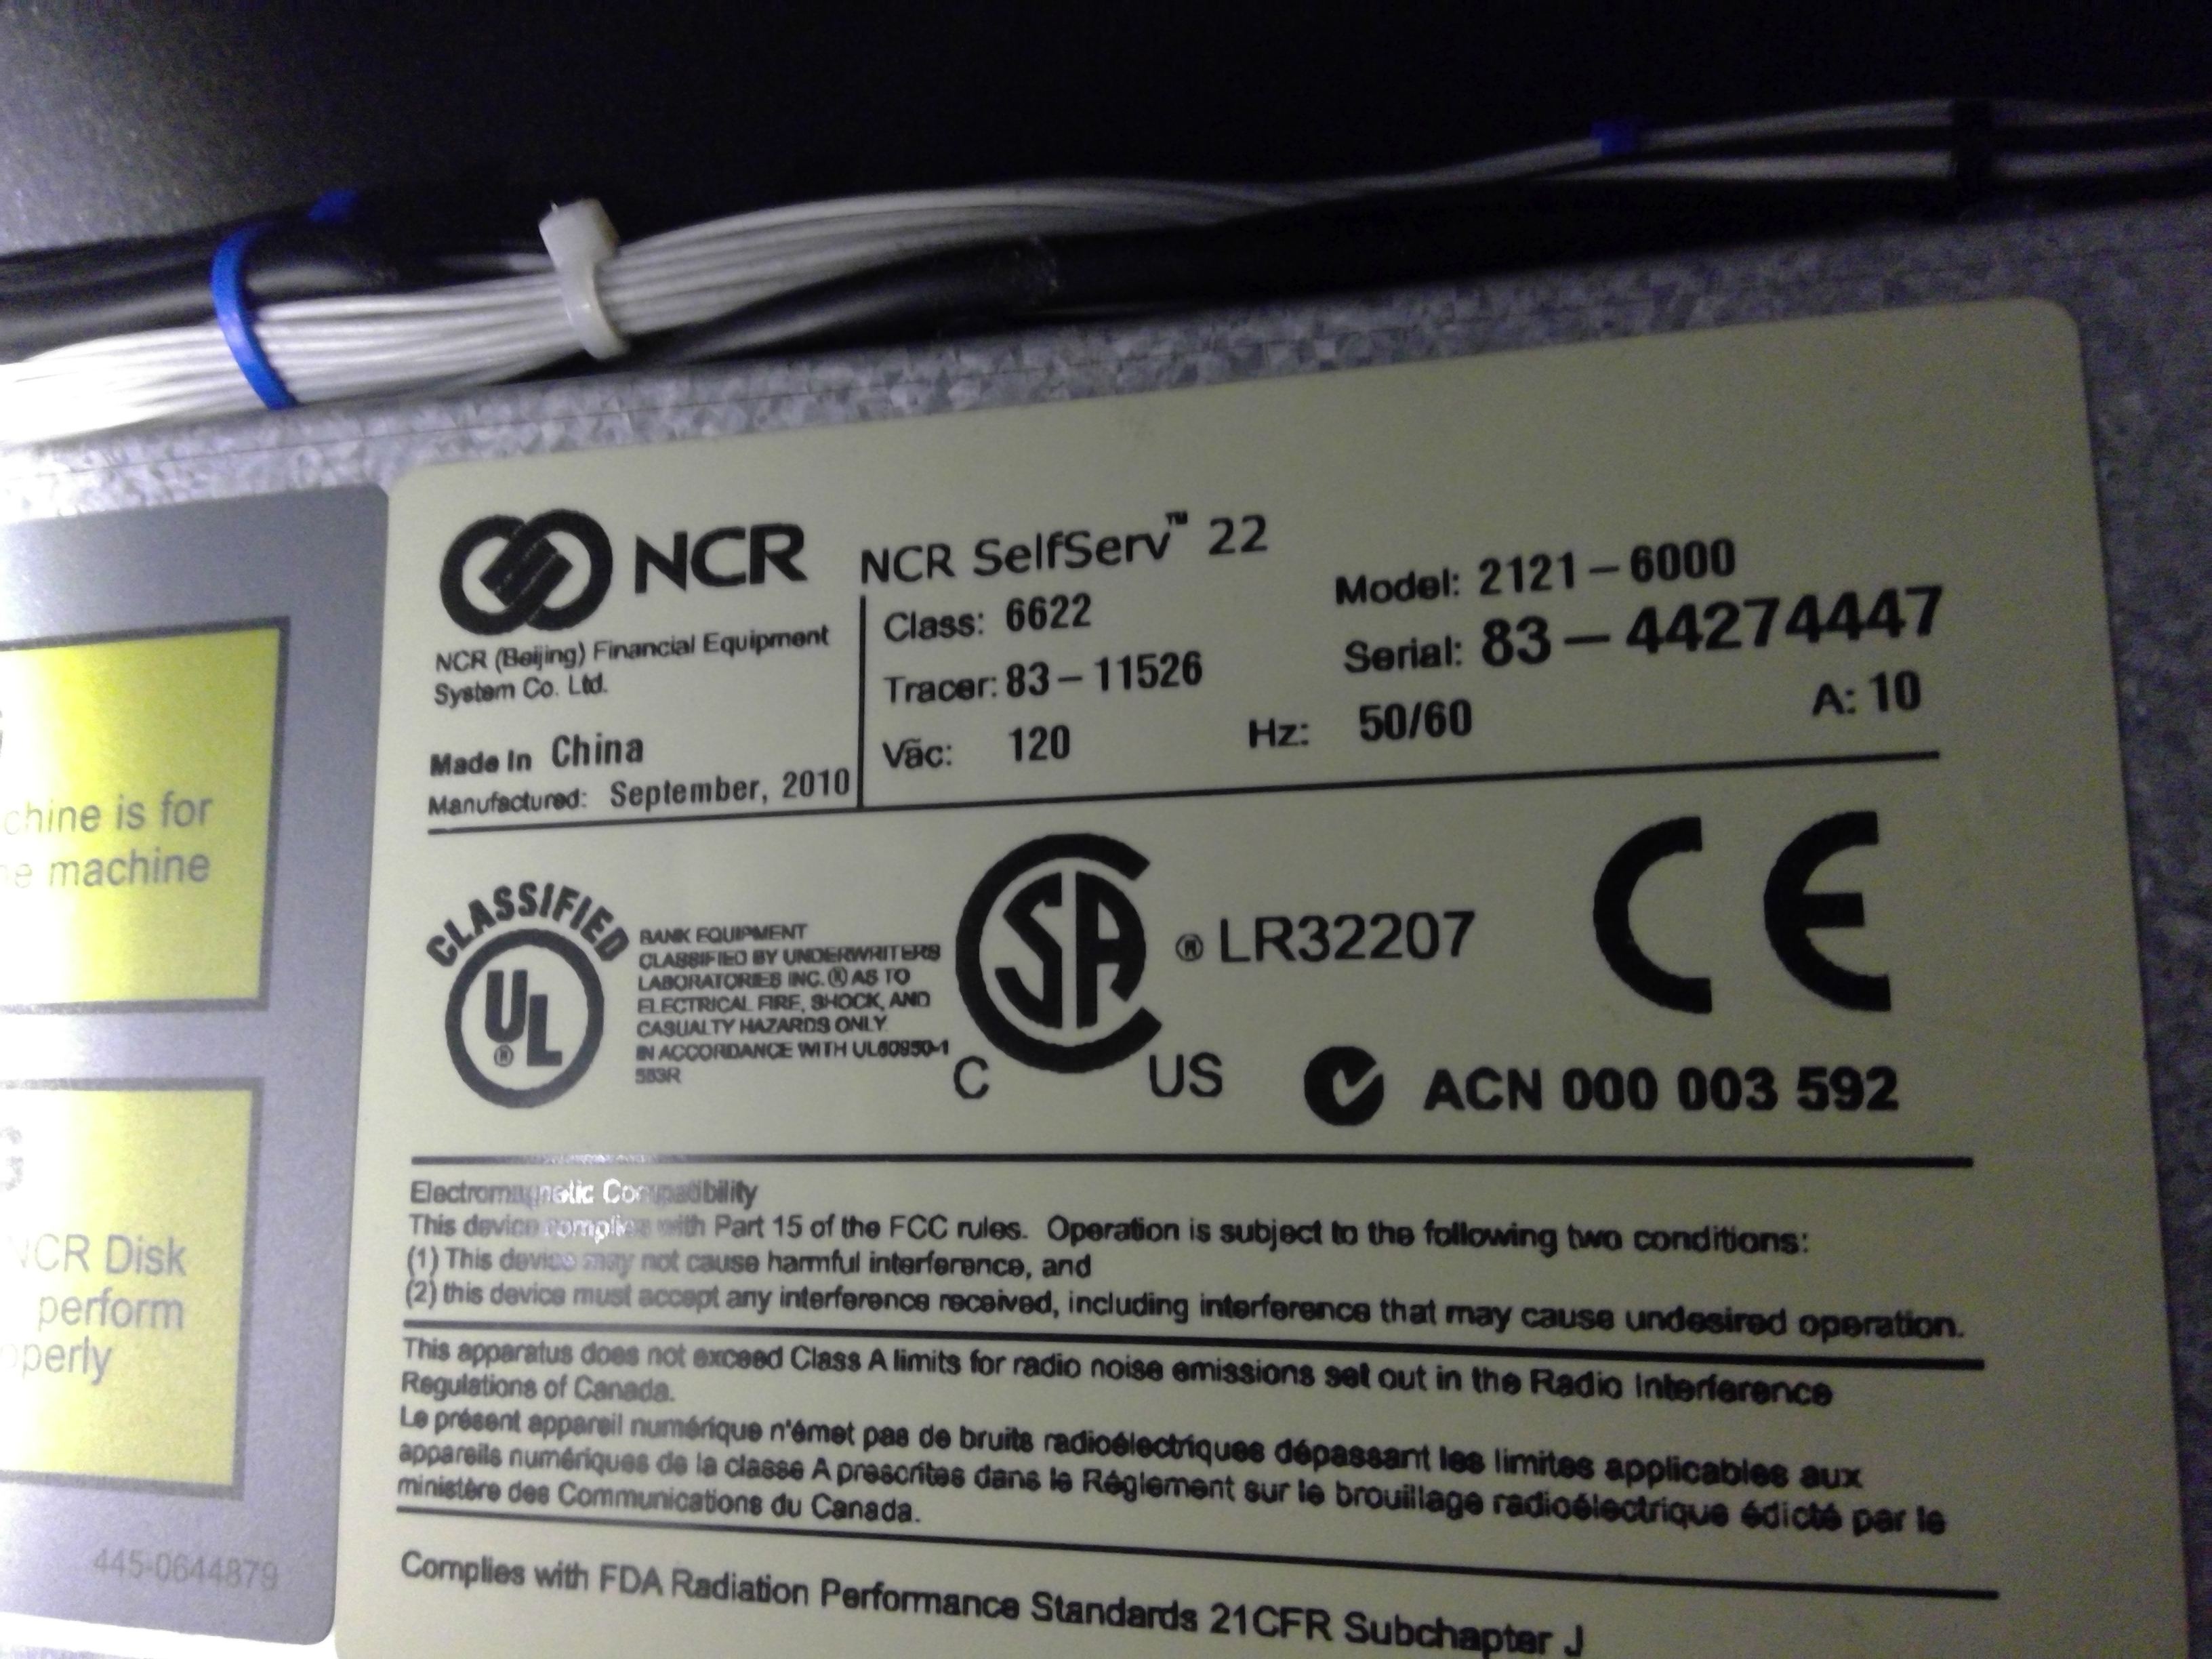 NCR
NCR (Beijing) Financial Equipment
System Co. Ltd.
Made In China
Manufactured: September, 2010
NCR SelfServ™ 22
Class: 6622
Model: 2121-6000
Tracer: 83-11526
Serial: 83-44274447
Vac: 120 Hz: 50/60 A: 10
CLASSIFIED
UL
®
BANK EQUIPMENT
CLASSIFIED BY UNDERWRITERS
LABORATORIES INC.® AS TO
ELECTRICAL FIRE, SHOCK, AND
CASUALTY HAZARDS ONLY
IN ACCORDANCE WITH UL60950-1
583R
C SA US
® LR32207
CE
ACN 000 003 592
Electromagnetic Compatibility
This device complies with Part 15 of the FCC rules. Operation is subject to the following two conditions:
(1) This device may not cause harmful interference, and
(2) this device must accept any interference received, including interference that may cause undesired operation.
This apparatus does not exceed Class A limits for radio noise emissions set out in the Radio Interference
Regulations of Canada.
Le présent appareil numérique n'émet pas de bruits radioélectriques dépassant les limites applicables aux
appareils numériques de la classe A prescrites dans le Réglement sur le brouillage radioélectrique édicté par le
ministère des Communications du Canada.
Complies with FDA Radiation Performance Standards 21CFR Subchapter J
is for
machine
NCR Disk
perform
445-0644879